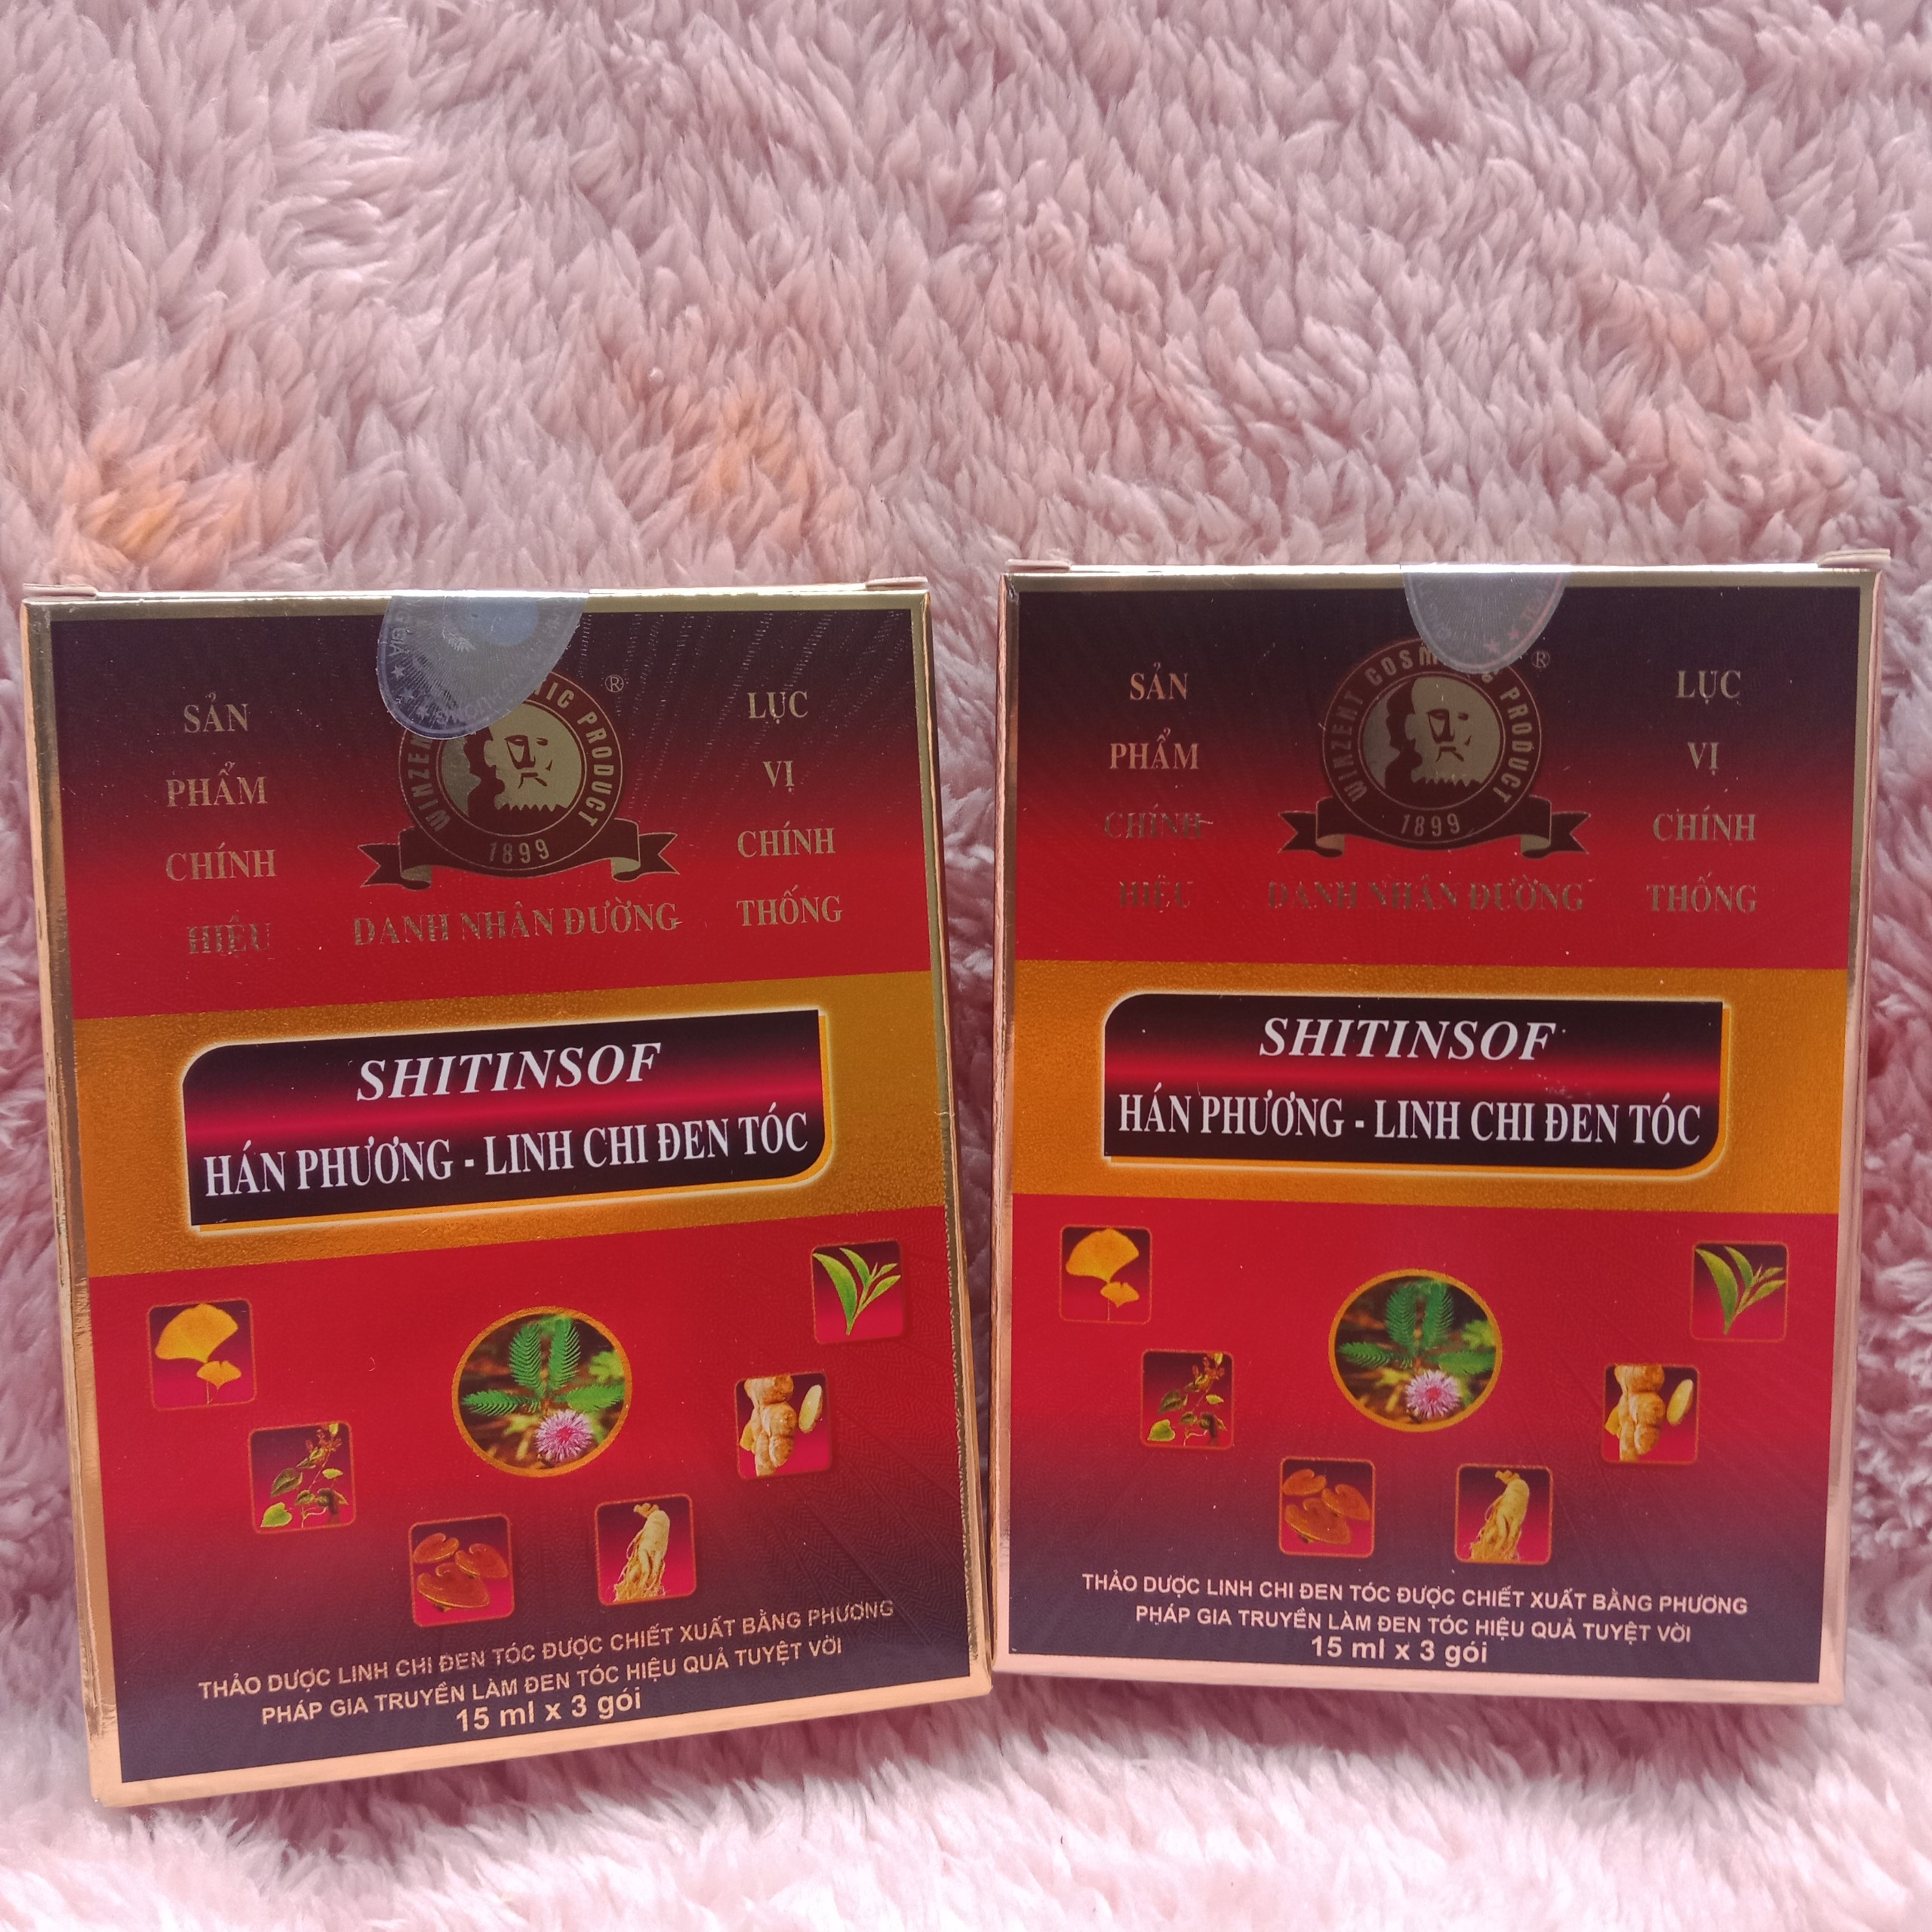 SẢN
PHẨM
CHÍNH
HIỆU
PRODUCT
1899
®
DANH NHÂN ĐƯỜNG
LỤC
VỊ
CHÍNH
THỐNG
SHITINSOF
HÁN PHƯƠNG - LINH CHI ĐEN TÓC
THẢO DƯỢC LINH CHI ĐEN TÓC ĐƯỢC CHIẾT XUẤT BẰNG PHƯƠNG
PHÁP GIA TRUYỀN LÀM ĐEN TÓC HIỆU QUẢ TUYỆT VỜI
15 ml x 3 gói
SẢN
PHẨM
CHÍNH
HIỆU
WINZENT PRODUCT
1899
®
DANH NHÂN ĐƯỜNG
LỤC
VỊ
CHÍNH
THỐNG
SHITINSOF
HÁN PHƯƠNG - LINH CHI ĐEN TÓC
THẢO DƯỢC LINH CHI ĐEN TÓC ĐƯỢC CHIẾT XUẤT BẰNG PHƯƠNG
PHÁP GIA TRUYỀN LÀM ĐEN TÓC HIỆU QUẢ TUYỆT VỜI
15 ml x 3 gói